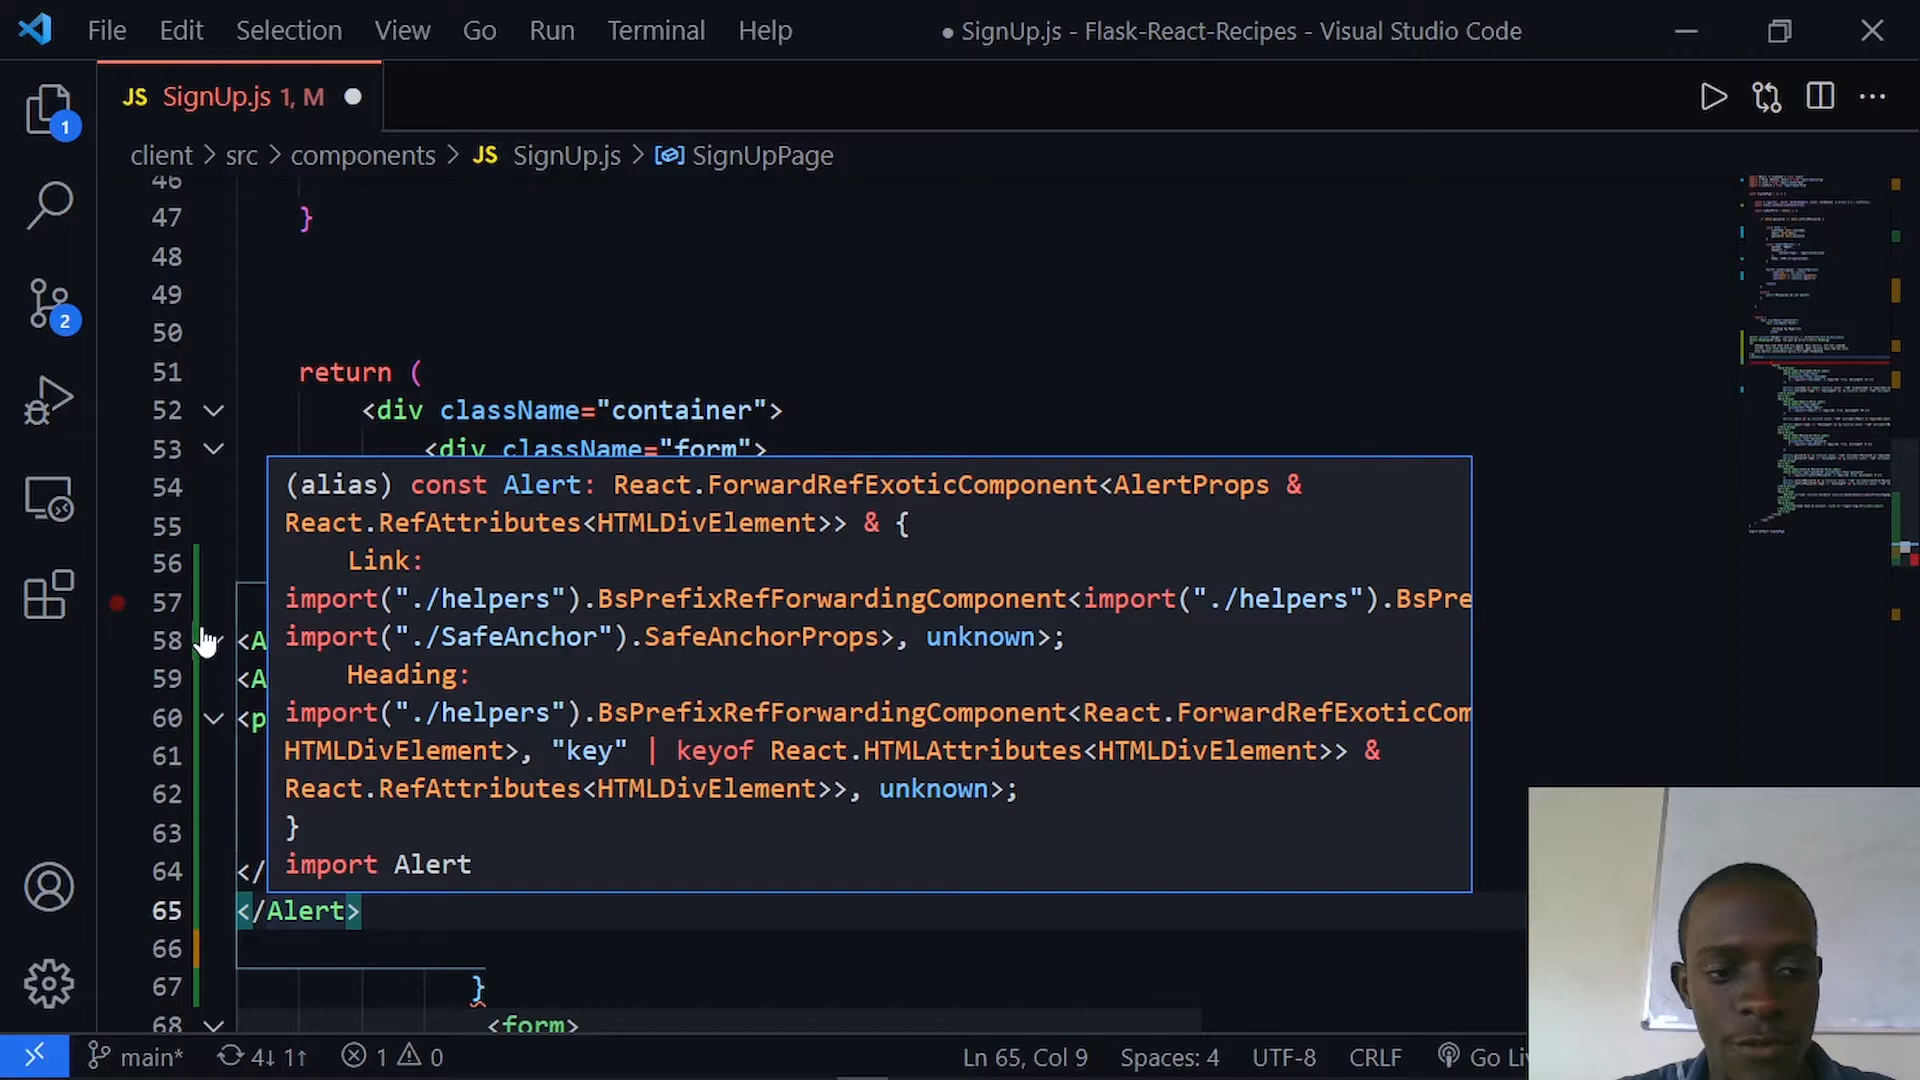 File Edit Selection View Go Run Terminal Help ● SignUp.js - Flask-React-Recipes - Visual Studio Code
JS SignUp.js 1, M
client > src > components > JS SignUp.js > SignUpPage
46
47 }
48
49
50
51 return (
52 <div className="container">
53 <div className="form">
54
55
56
57
58 <A
59 <A
60 <p
61
62
63
64 </
65 </Alert>
66
67 }
68 <form>
(alias) const Alert: React.ForwardRefExoticComponent<AlertProps &
React.RefAttributes<HTMLDivElement>> & {
Link:
import("./helpers").BsPrefixRefForwardingComponent<import("./helpers").BsPre
import("./SafeAnchor").SafeAnchorProps>, unknown>;
Heading:
import("./helpers").BsPrefixRefForwardingComponent<React.ForwardRefExoticCom
HTMLDivElement>, "key" | keyof React.HTMLAttributes<HTMLDivElement>> &
React.RefAttributes<HTMLDivElement>>, unknown>;
}
import Alert
1
2
main* 4↓ 1↑ 1 0 Ln 65, Col 9 Spaces: 4 UTF-8 CRLF Go Li